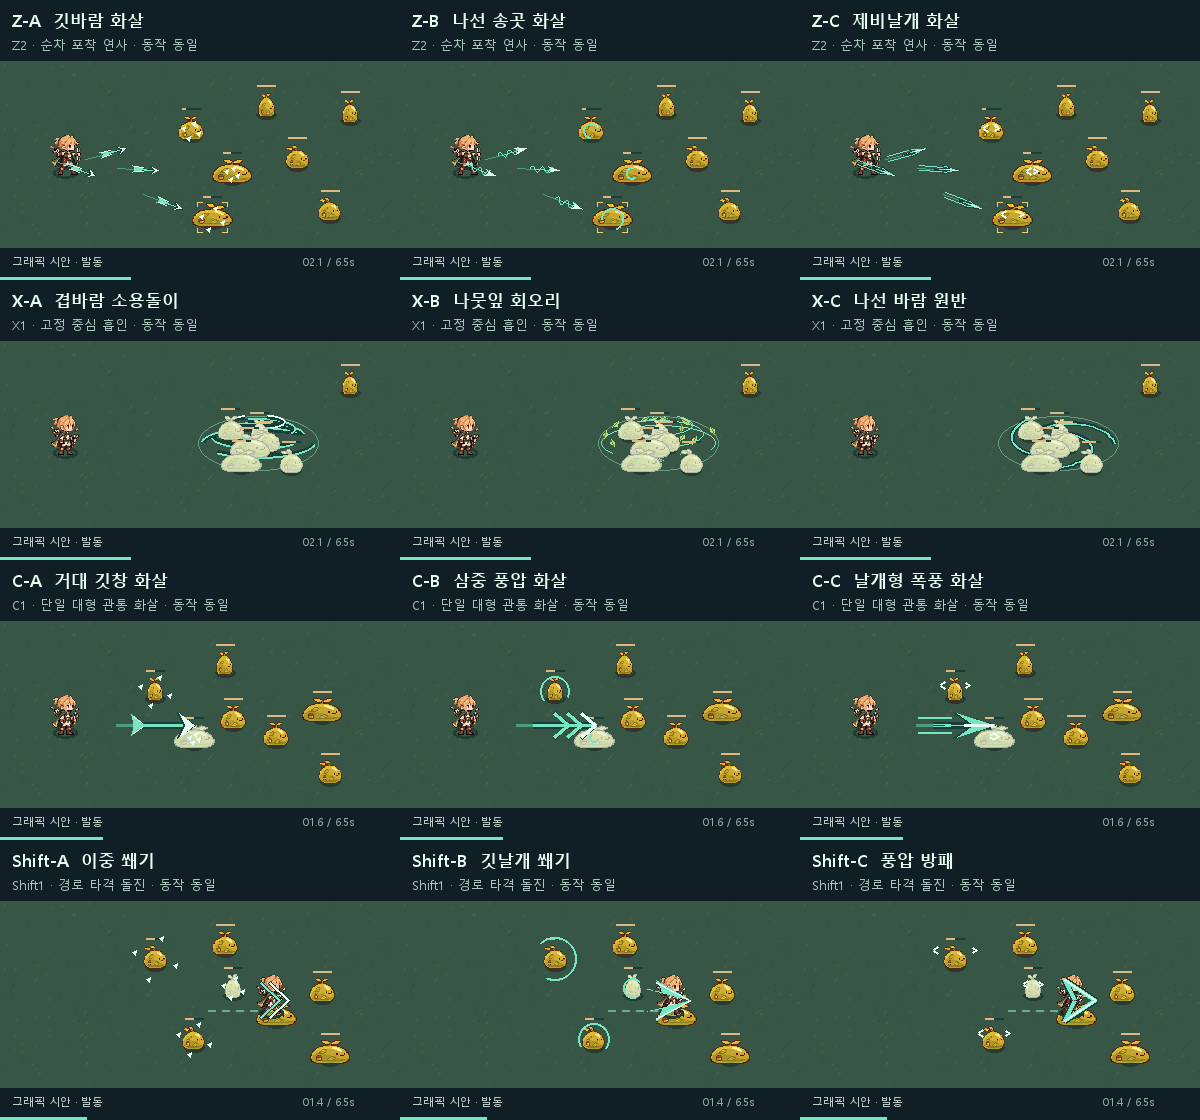 Z-A 깃바람 화살
Z2 · 순차 포착 연사 · 동작 동일
그래픽 시안 · 발동
02.1 / 6.5s
Z-B 나선 송곳 화살
Z2 · 순차 포착 연사 · 동작 동일
그래픽 시안 · 발동
02.1 / 6.5s
Z-C 제비날개 화살
Z2 · 순차 포착 연사 · 동작 동일
그래픽 시안 · 발동
02.1 / 6.5s
X-A 겹바람 소용돌이
X1 · 고정 중심 흡인 · 동작 동일
그래픽 시안 · 발동
02.1 / 6.5s
X-B 나뭇잎 회오리
X1 · 고정 중심 흡인 · 동작 동일
그래픽 시안 · 발동
02.1 / 6.5s
X-C 나선 바람 원반
X1 · 고정 중심 흡인 · 동작 동일
그래픽 시안 · 발동
02.1 / 6.5s
C-A 거대 깃창 화살
C1 · 단일 대형 관통 화살 · 동작 동일
그래픽 시안 · 발동
01.6 / 6.5s
C-B 삼중 풍압 화살
C1 · 단일 대형 관통 화살 · 동작 동일
그래픽 시안 · 발동
01.6 / 6.5s
C-C 날개형 폭풍 화살
C1 · 단일 대형 관통 화살 · 동작 동일
그래픽 시안 · 발동
01.6 / 6.5s
Shift-A 이중 쐐기
Shift1 · 경로 타격 돌진 · 동작 동일
그래픽 시안 · 발동
01.4 / 6.5s
Shift-B 깃날개 쐐기
Shift1 · 경로 타격 돌진 · 동작 동일
그래픽 시안 · 발동
01.4 / 6.5s
Shift-C 풍압 방패
Shift1 · 경로 타격 돌진 · 동작 동일
그래픽 시안 · 발동
01.4 / 6.5s